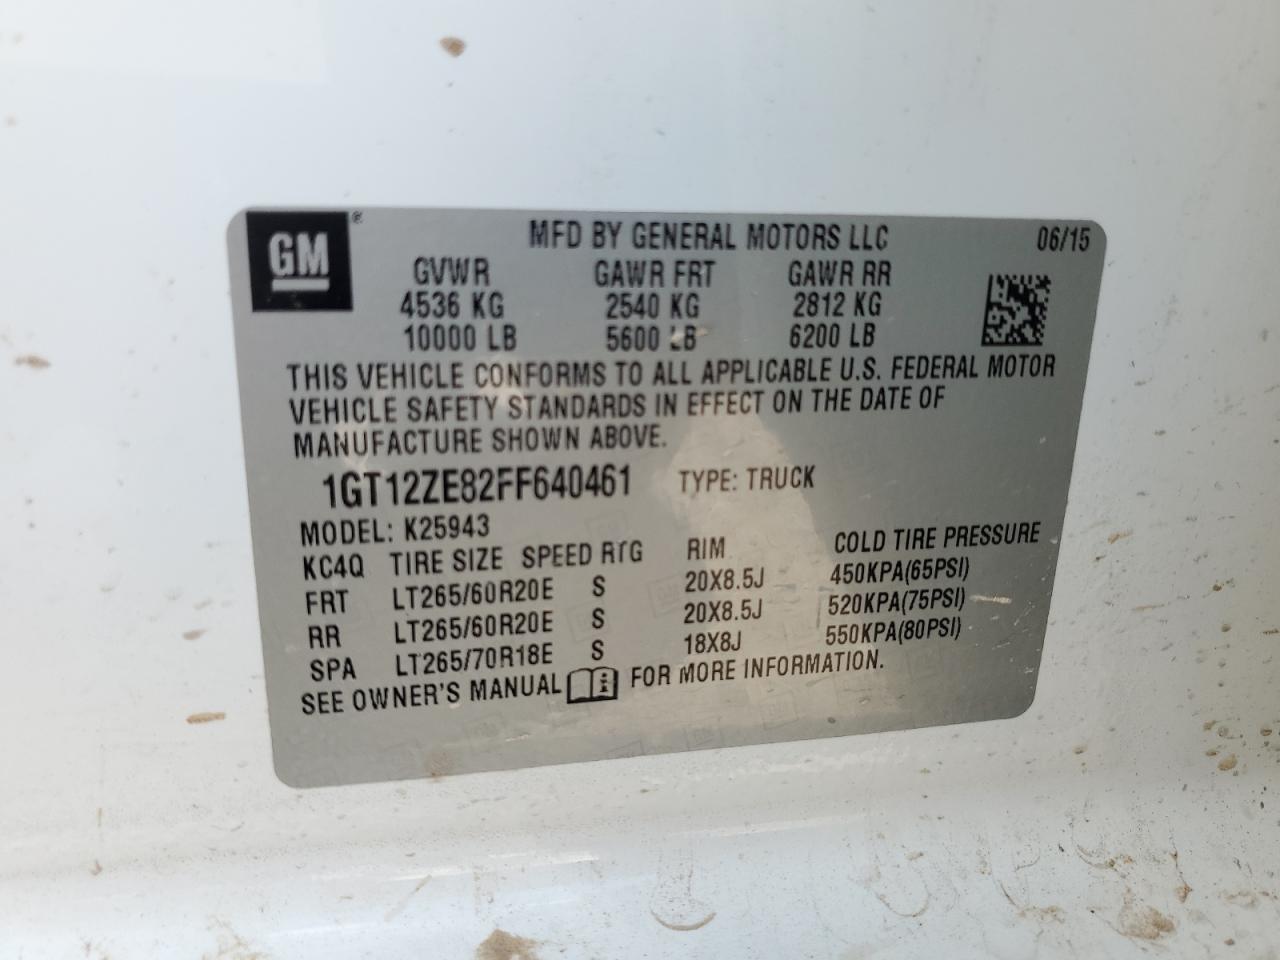 GM®
MFD BY GENERAL MOTORS LLC 06/15
GVWR GAWR FRT GAWR RR
4536 KG 2540 KG 2812 KG
10000 LB 5600 LB 6200 LB
THIS VEHICLE CONFORMS TO ALL APPLICABLE U.S. FEDERAL MOTOR
VEHICLE SAFETY STANDARDS IN EFFECT ON THE DATE OF
MANUFACTURE SHOWN ABOVE.
1GT12ZE82FF640461 TYPE: TRUCK
MODEL: K25943
KC4Q TIRE SIZE SPEED RTG RIM COLD TIRE PRESSURE
FRT LT265/60R20E S 20X8.5J 450KPA(65PSI)
RR LT265/60R20E S 20X8.5J 520KPA(75PSI)
SPA LT265/70R18E S 18X8J 550KPA(80PSI)
SEE OWNER'S MANUAL FOR MORE INFORMATION.